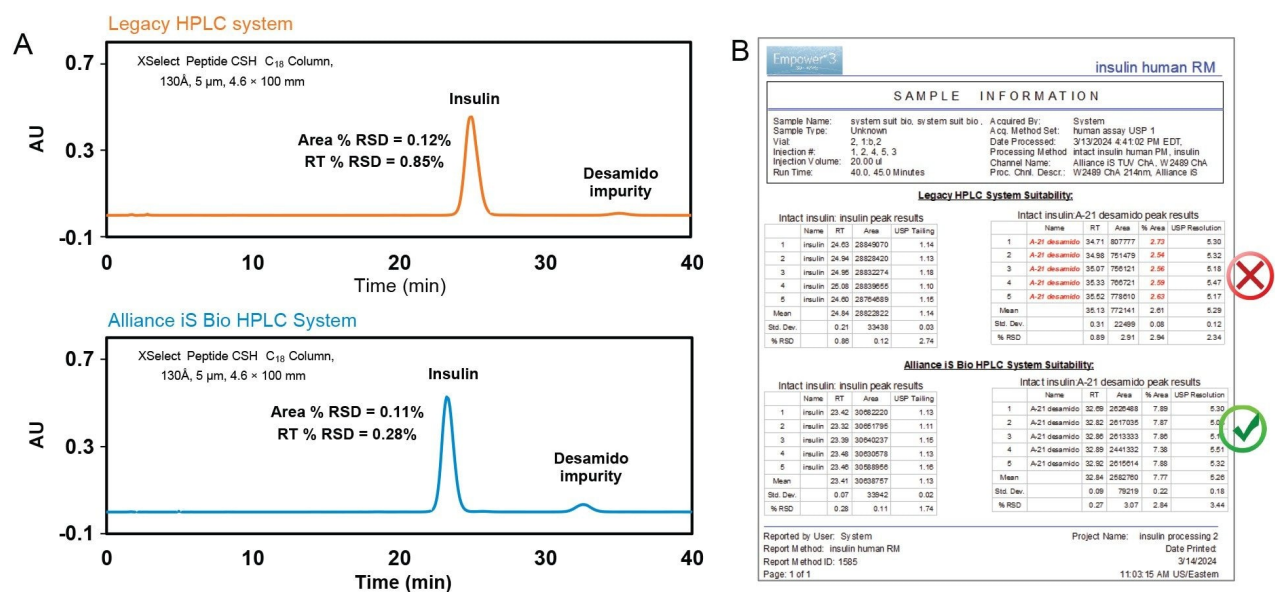 A
Legacy HPLC system
0.7
0.3
-0.1
AU
XSelect Peptide CSH C18 Column,
130Å, 5 µm, 4.6 × 100 mm
Insulin
Area % RSD = 0.12%
RT % RSD = 0.85%
Desamido
impurity
0 10 20 30 40
Time (min)
Alliance iS Bio HPLC System
0.7
0.3
-0.1
AU
XSelect Peptide CSH C18 Column,
130Å, 5 µm, 4.6 × 100 mm
Insulin
Area % RSD = 0.11%
RT % RSD = 0.28%
Desamido
impurity
0 10 20 30 40
Time (min)
B
Empower 3
insulin human RM
SAMPLE INFORMATION
Sample Name: system suit bio, system suit bio , Acquired By: System
Sample Type: Unknown Acq. Method Set: human assay USP 1
Vial: 2, 1:b,2 Date Processed: 3/13/2024 4:41:02 PM EDT,
Injection #: 1, 2, 4, 5, 3 Processing Method intact insulin human PM, insulin
Injection Volume: 20.00 ul Channel Name: Alliance iS TUV ChA, W2489 ChA
Run Time: 40.0, 45.0 Minutes Proc. Chnl. Descr.: W2489 ChA 214nm, Alliance iS
Legacy HPLC System Suitability:
Intact insulin: insulin peak results
Name RT Area USP Tailing
1 insulin 24.63 28849070 1.14
2 insulin 24.94 28828420 1.13
3 insulin 24.95 28832274 1.18
4 insulin 25.08 28839655 1.10
5 insulin 24.60 28764689 1.15
Mean 24.84 28822822 1.14
Std. Dev. 0.21 33438 0.03
% RSD 0.86 0.12 2.74
Intact insulin:A-21 desamido peak results
Name RT Area % Area USP Resolution
1 A-21 desamido 34.71 807777 2.73 5.30
2 A-21 desamido 34.98 751479 2.54 5.32
3 A-21 desamido 35.07 756121 2.56 5.18
4 A-21 desamido 35.33 766721 2.59 5.47
5 A-21 desamido 35.52 778610 2.63 5.17
Mean 35.13 772141 2.61 5.29
Std. Dev. 0.31 22499 0.08 0.12
% RSD 0.89 2.91 2.94 2.34
Alliance iS Bio HPLC System Suitability:
Intact insulin: insulin peak results
Name RT Area USP Tailing
1 insulin 23.42 30682220 1.13
2 insulin 23.32 30651795 1.11
3 insulin 23.39 30640237 1.15
4 insulin 23.48 30630578 1.13
5 insulin 23.46 30588956 1.16
Mean 23.41 30638757 1.13
Std. Dev. 0.07 33942 0.02
% RSD 0.28 0.11 1.74
Intact insulin:A-21 desamido peak results
Name RT Area % Area USP Resolution
1 A-21 desamido 32.69 2626488 7.89 5.30
2 A-21 desamido 32.82 2617035 7.87
3 A-21 desamido 32.86 2613333 7.86
4 A-21 desamido 32.89 2441332 7.38 5.51
5 A-21 desamido 32.92 2615614 7.88 5.32
Mean 32.84 2582760 7.77 5.26
Std. Dev. 0.09 79219 0.22 0.18
% RSD 0.27 3.07 2.84 3.44
Reported by User: System
Report Method: insulin human RM
Report Method ID: 1585
Page: 1 of 1
Project Name: insulin processing 2
Date Printed:
3/14/2024
11:03:15 AM US/Eastern